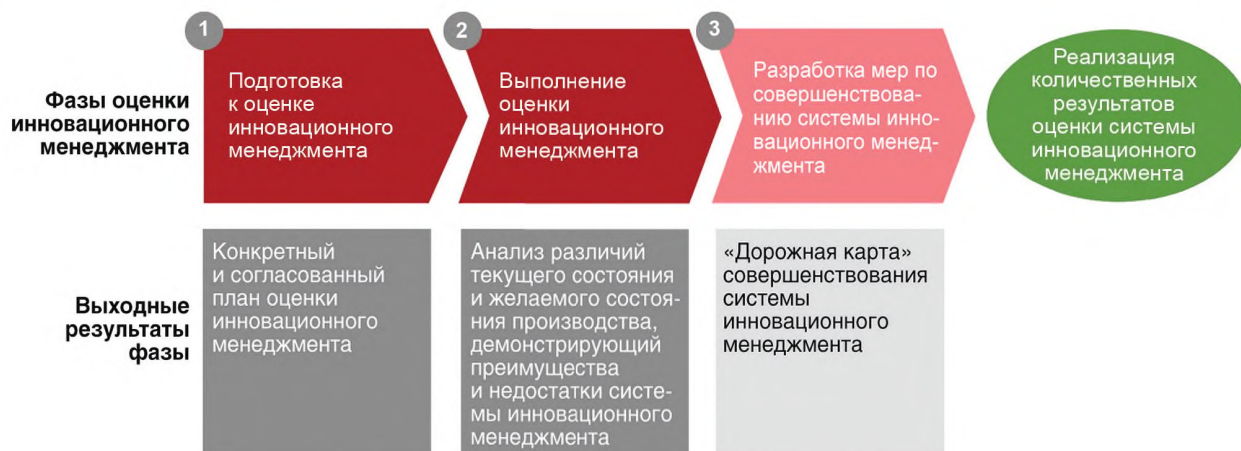 Фазы оценки
инновационного
менеджмента
1
Подготовка
к оценке
инновационного
менеджмента
2
Выполнение
оценки
инновационного
менеджмента
3
Разработка мер по
совершенствова-
нию системы инно-
вационного менед-
жмента
Реализация
количественных
результатов
оценки системы
инновационного
менеджмента
Выходные
результаты
фазы
Конкретный
и согласованный
план оценки
инновационного
менеджмента
Анализ различий
текущего состояния
и желаемого состоя-
ния производства,
демонстрирующий
преимущества
и недостатки систе-
мы инновационного
менеджмента
«Дорожная карта»
совершенствования
системы
инновационного
менеджмента